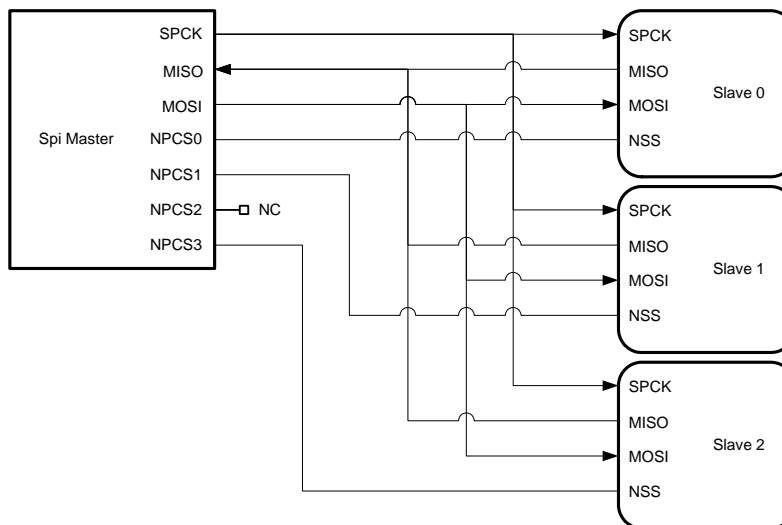 Spi Master
SPCK
MISO
MOSI
NPCS0
NPCS1
NPCS2
NPCS3
NC
SPCK
MISO
MOSI
NSS
Slave 0
SPCK
MISO
MOSI
NSS
Slave 1
SPCK
MISO
MOSI
NSS
Slave 2